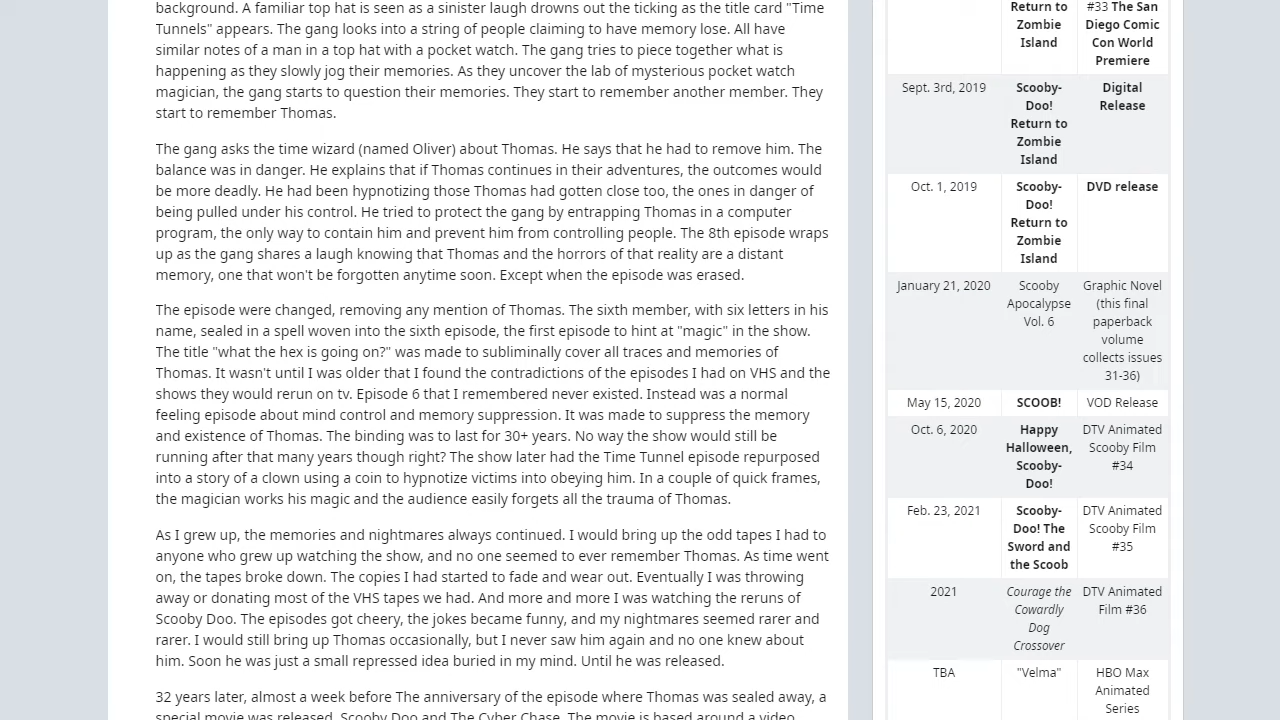 background. A familiar top hat is seen as a sinister laugh drowns out the ticking as the title card "Time
Tunnels" appears. The gang looks into a string of people claiming to have memory lose. All have
similar notes of a man in a top hat with a pocket watch. The gang tries to piece together what is
happening as they slowly jog their memories. As they uncover the lab of mysterious pocket watch
magician, the gang starts to question their memories. They start to remember another member. They
start to remember Thomas.
The gang asks the time wizard (named Oliver) about Thomas. He says that he had to remove him. The
balance was in danger. He explains that if Thomas continues in their adventures, the outcomes would
be more deadly. He had been hypnotizing those Thomas had gotten close too, the ones in danger of
being pulled under his control. He tried to protect the gang by entrapping Thomas in a computer
program, the only way to contain him and prevent him from controlling people. The 8th episode wraps
up as the gang shares a laugh knowing that Thomas and the horrors of that reality are a distant
memory, one that won't be forgotten anytime soon. Except when the episode was erased.
The episode were changed, removing any mention of Thomas. The sixth member, with six letters in his
name, sealed in a spell woven into the sixth episode, the first episode to hint at "magic" in the show.
The title "what the hex is going on?" was made to subliminally cover all traces and memories of
Thomas. It wasn't until I was older that I found the contradictions of the episodes I had on VHS and the
shows they would rerun on tv. Episode 6 that I remembered never existed. Instead was a normal
feeling episode about mind control and memory suppression. It was made to suppress the memory
and existence of Thomas. The binding was to last for 30+ years. No way the show would still be
running after that many years though right? The show later had the Time Tunnel episode repurposed
into a story of a clown using a coin to hypnotize victims into obeying him. In a couple of quick frames,
the magician works his magic and the audience easily forgets all the trauma of Thomas.
As I grew up, the memories and nightmares always continued. I would bring up the odd tapes I had to
anyone who grew up watching the show, and no one seemed to ever remember Thomas. As time went
on, the tapes broke down. The copies I had started to fade and wear out. Eventually I was throwing
away or donating most of the VHS tapes we had. And more and more I was watching the reruns of
Scooby Doo. The episodes got cheery, the jokes became funny, and my nightmares seemed rarer and
rarer. I would still bring up Thomas occasionally, but I never saw him again and no one knew about
him. Soon he was just a small repressed idea buried in my mind. Until he was released.
32 years later, almost a week before The anniversary of the episode where Thomas was sealed away, a
special movie was released. Scooby Doo and The Cyber Chase. The movie is based around a video
Return to
Zombie
Island
#33 The San
Diego Comic
Con World
Premiere
Sept. 3rd, 2019
Scooby-
Doo!
Return to
Zombie
Island
Digital
Release
Oct. 1, 2019
Scooby-
Doo!
Return to
Zombie
Island
DVD release
January 21, 2020
Scooby
Apocalypse
Vol. 6
Graphic Novel
(this final
paperback
volume
collects issues
31-36)
May 15, 2020
SCOOB!
VOD Release
Oct. 6, 2020
Happy
Halloween,
Scooby-
Doo!
DTV Animated
Scooby Film
#34
Feb. 23, 2021
Scooby-
Doo! The
Sword and
the Scoob
DTV Animated
Scooby Film
#35
2021
Courage the
Cowardly
Dog
Crossover
DTV Animated
Film #36
TBA
"Velma"
HBO Max
Animated
Series